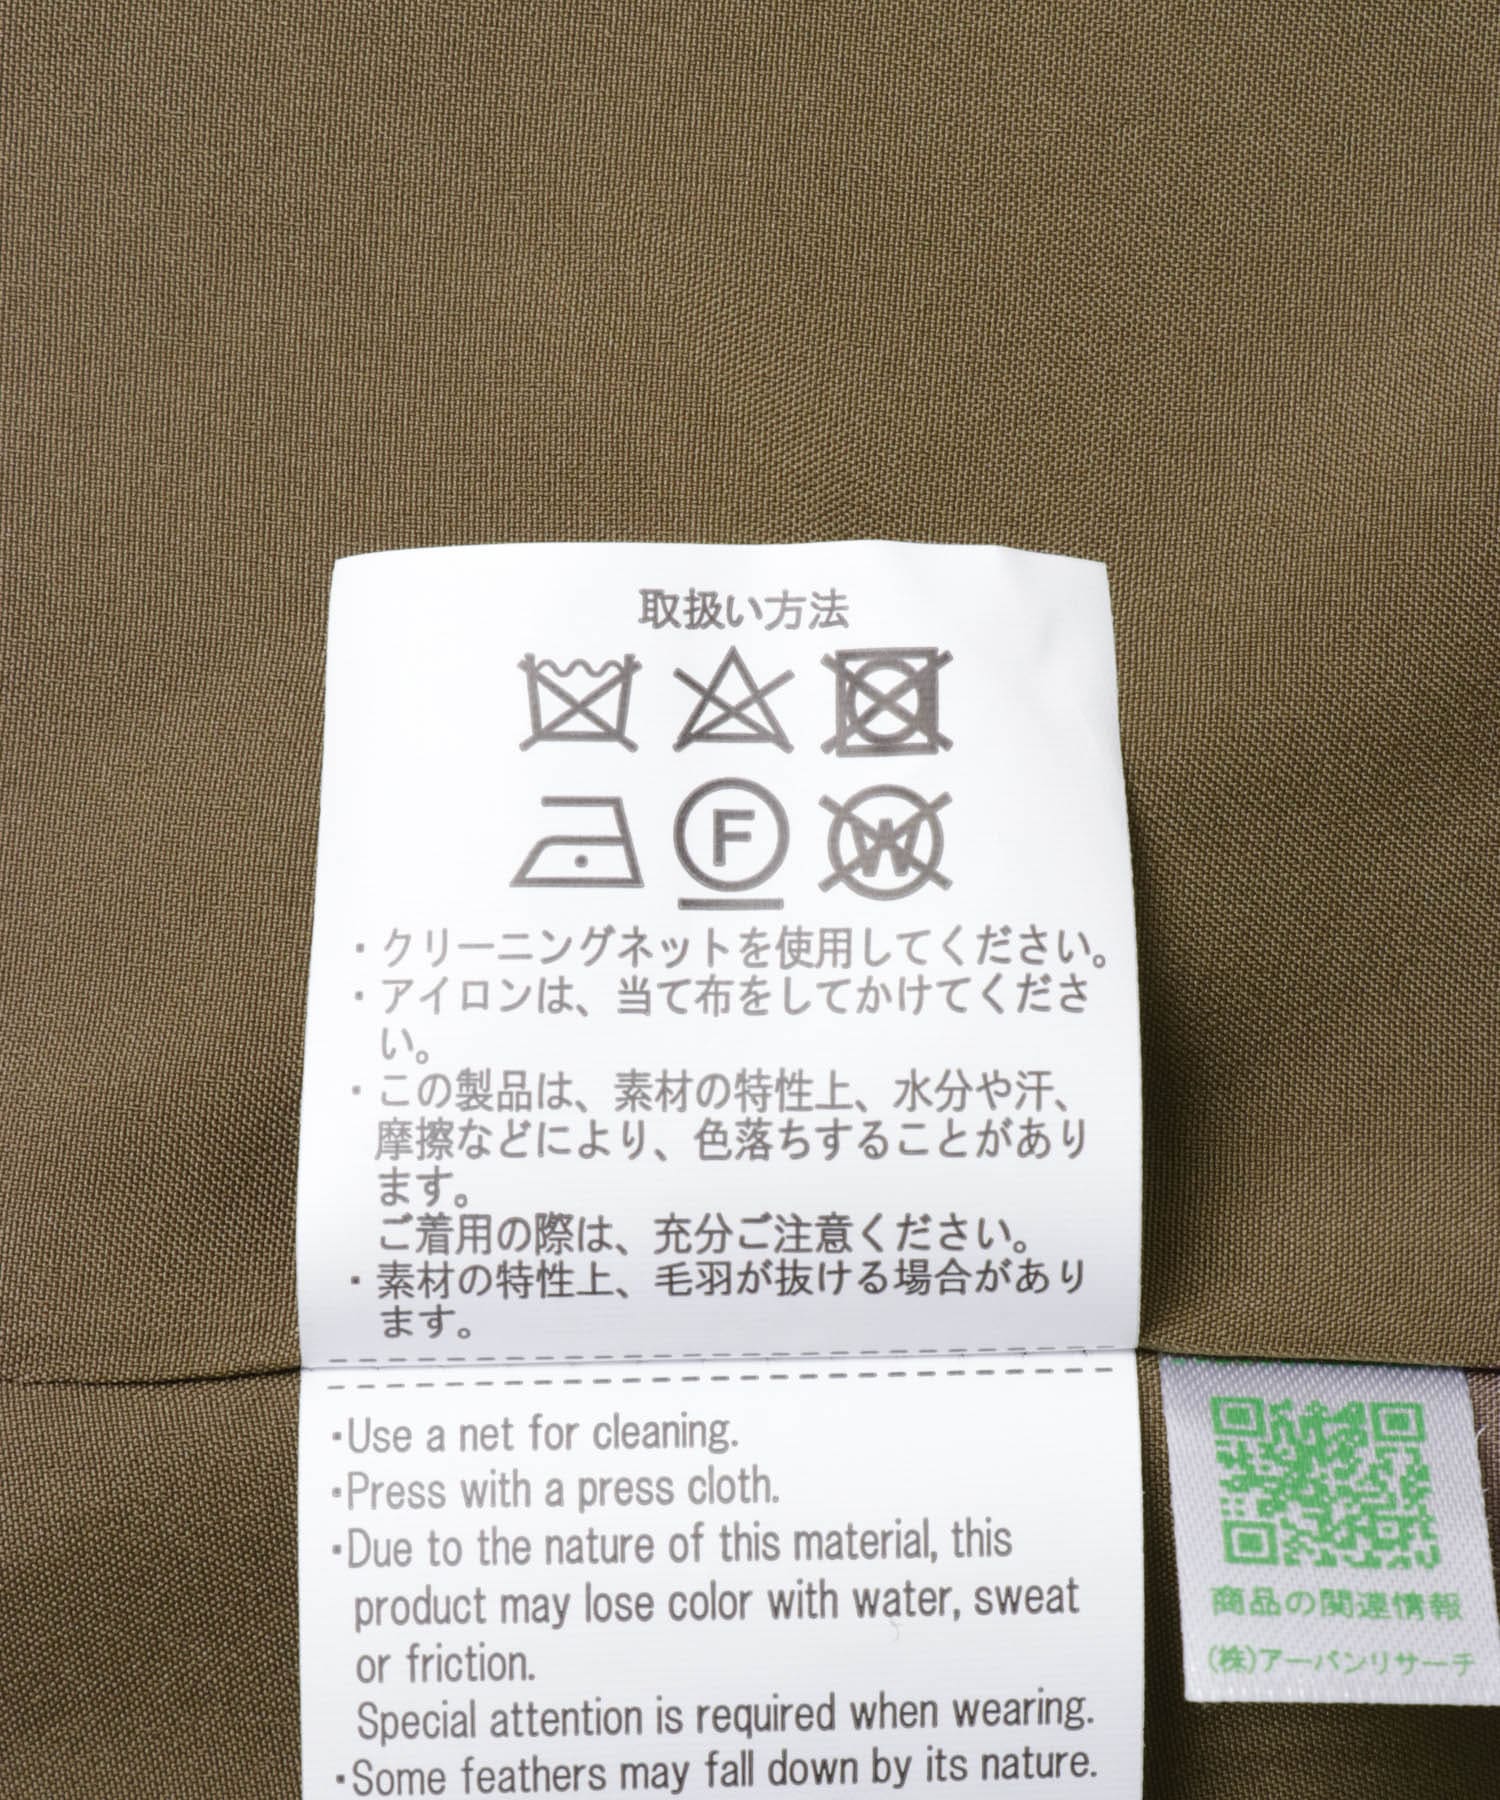 取扱い方法
F
W
・クリーニングネットを使用してください。
・アイロンは、当て布をしてかけてくださ
い。
・この製品は、素材の特性上、水分や汗、
摩擦などにより、色落ちすることがあり
ます。
ご着用の際は、充分ご注意ください。
・素材の特性上、毛羽が抜ける場合があり
ます。
・Use a net for cleaning.
・Press with a press cloth.
・Due to the nature of this material, this
product may lose color with water, sweat
or friction.
Special attention is required when wearing.
・Some feathers may fall down by its nature.
商品の関連情報
(株)アーバンリサーチ